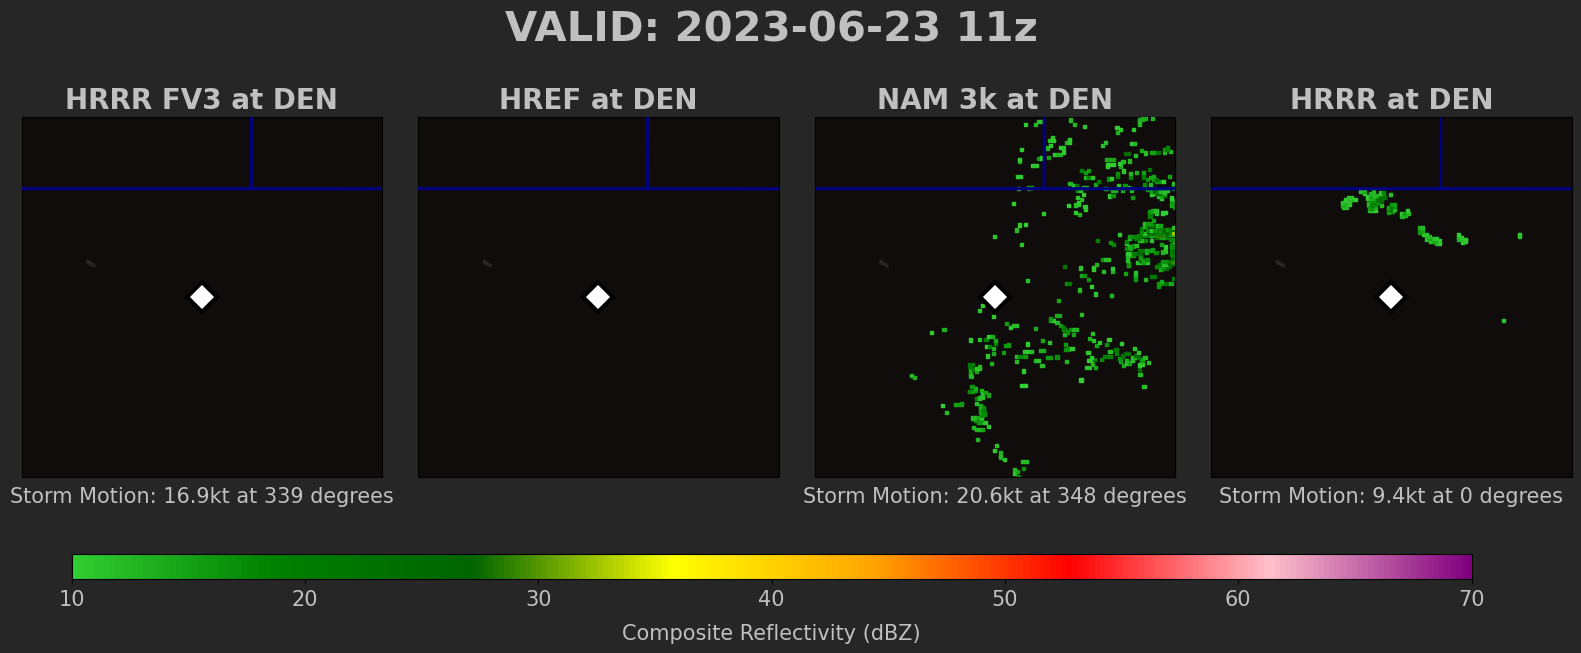 VALID: 2023-06-23 11z
HRRR FV3 at DEN
HREF at DEN
NAM 3k at DEN
HRRR at DEN
Storm Motion: 16.9kt at 339 degrees
Storm Motion: 20.6kt at 348 degrees
Storm Motion: 9.4kt at 0 degrees
10 20 30 40 50 60 70
Composite Reflectivity (dBZ)